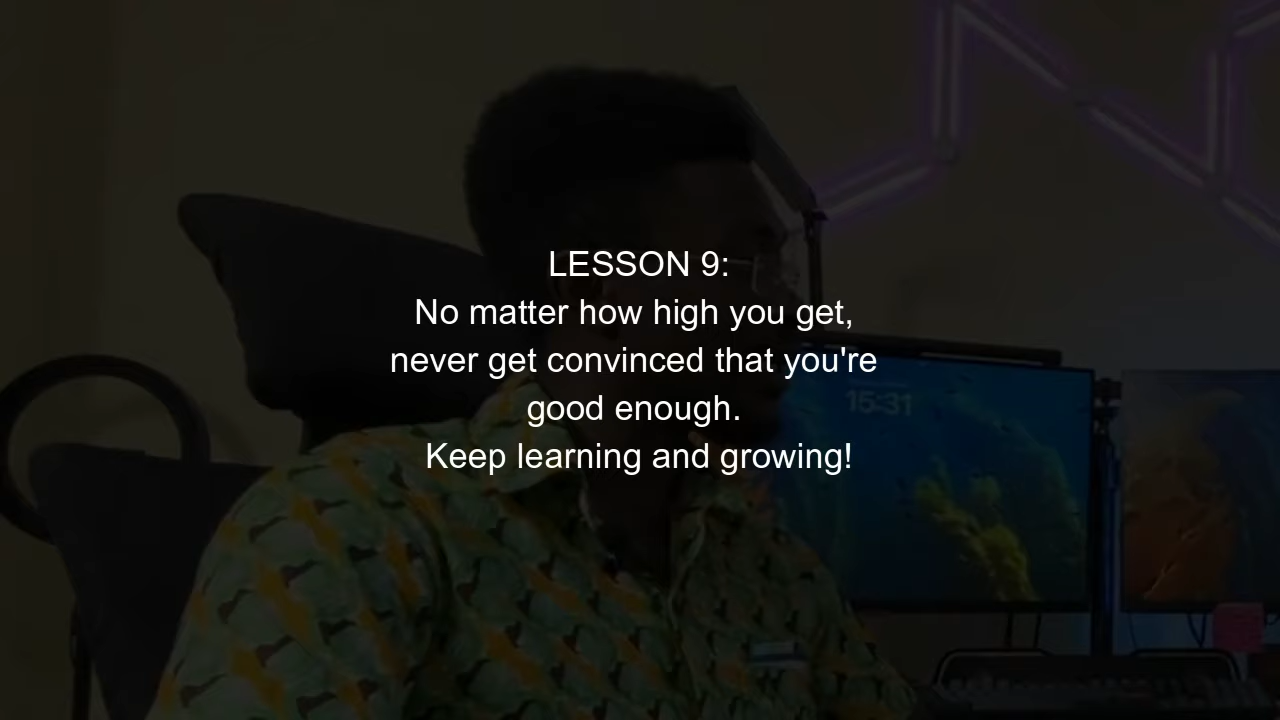 LESSON 9:
No matter how high you get,
never get convinced that you're
good enough.
Keep learning and growing!
15:31